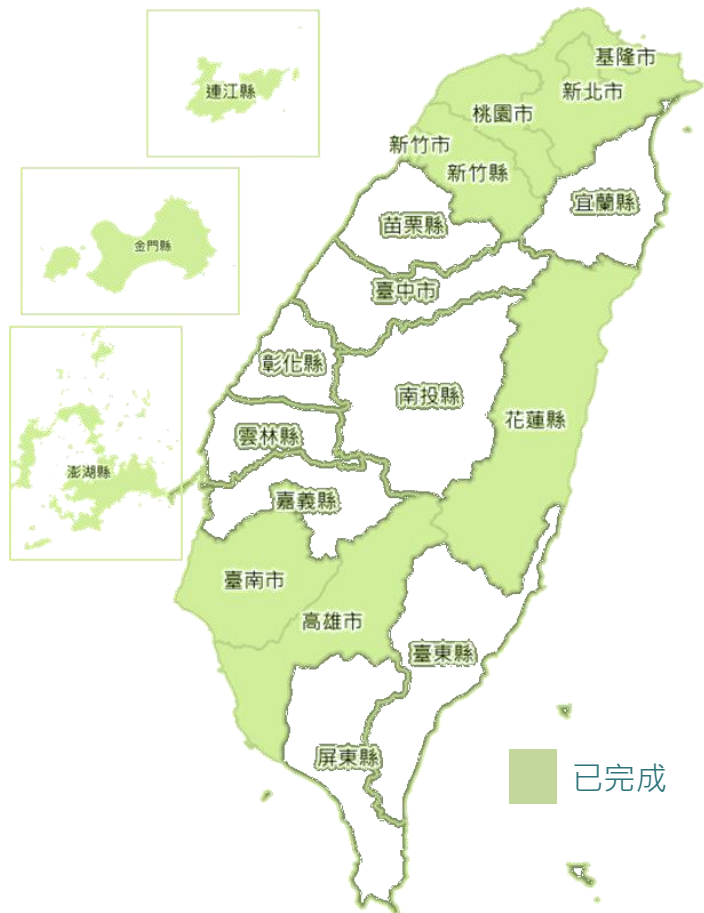 基隆市
連江縣
新北市
桃園市
新竹市
新竹縣
宜蘭縣
苗栗縣
金門縣
臺中市
彰化縣
南投縣
花蓮縣
雲林縣
澎湖縣
嘉義縣
臺南市
高雄市
臺東縣
屏東縣
已完成